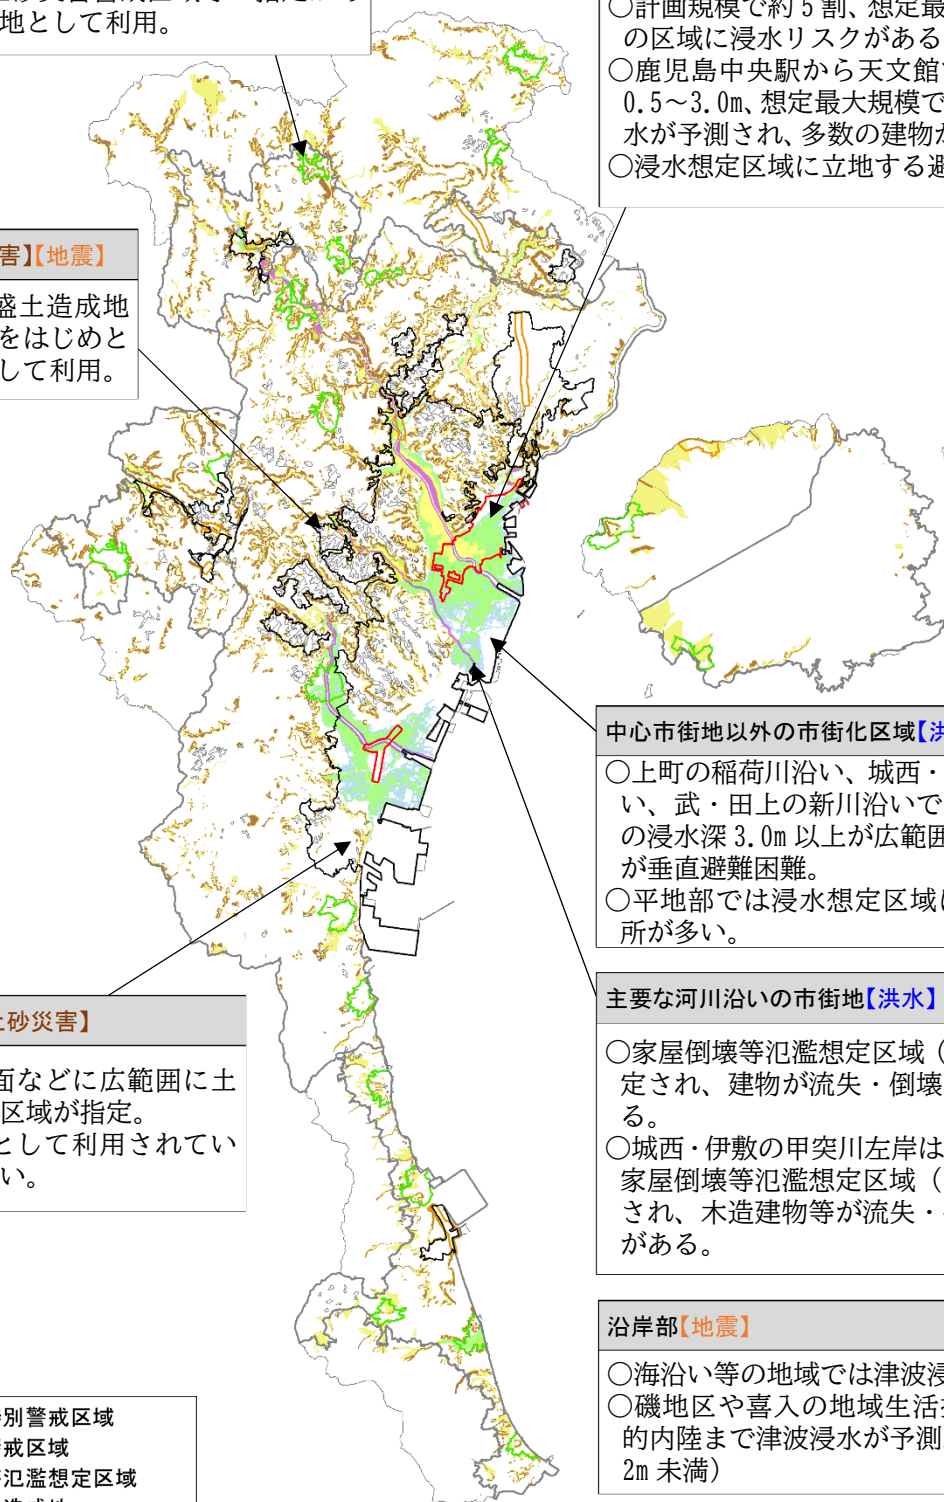 地として利用。
○計画規模で約5割、想定最
の区域に浸水リスクがある
○鹿児島中央駅から天文館
0.5～3.0m、想定最大規模で
水が予測され、多数の建物が
○浸水想定区域に立地する避
害】【地震】
盛土造成地
をはじめと
して利用。
中心市街地以外の市街化区域【洪
○上町の稲荷川沿い、城西・
い、武・田上の新川沿いで
の浸水深3.0m以上が広範囲
が垂直避難困難。
○平地部では浸水想定区域に
所が多い。
主要な河川沿いの市街地【洪水】
○家屋倒壊等氾濫想定区域（
定され、建物が流失・倒壊
る。
○城西・伊敷の甲突川左岸は
家屋倒壊等氾濫想定区域（
され、木造建物等が流失・
がある。
土砂災害】
面などに広範囲に土
区域が指定。
として利用されてい
い。
沿岸部【地震】
○海沿い等の地域では津波浸
○磯地区や喜入の地域生活拠
的内陸まで津波浸水が予測
2m未満）
別警戒区域
戒区域
氾濫想定区域